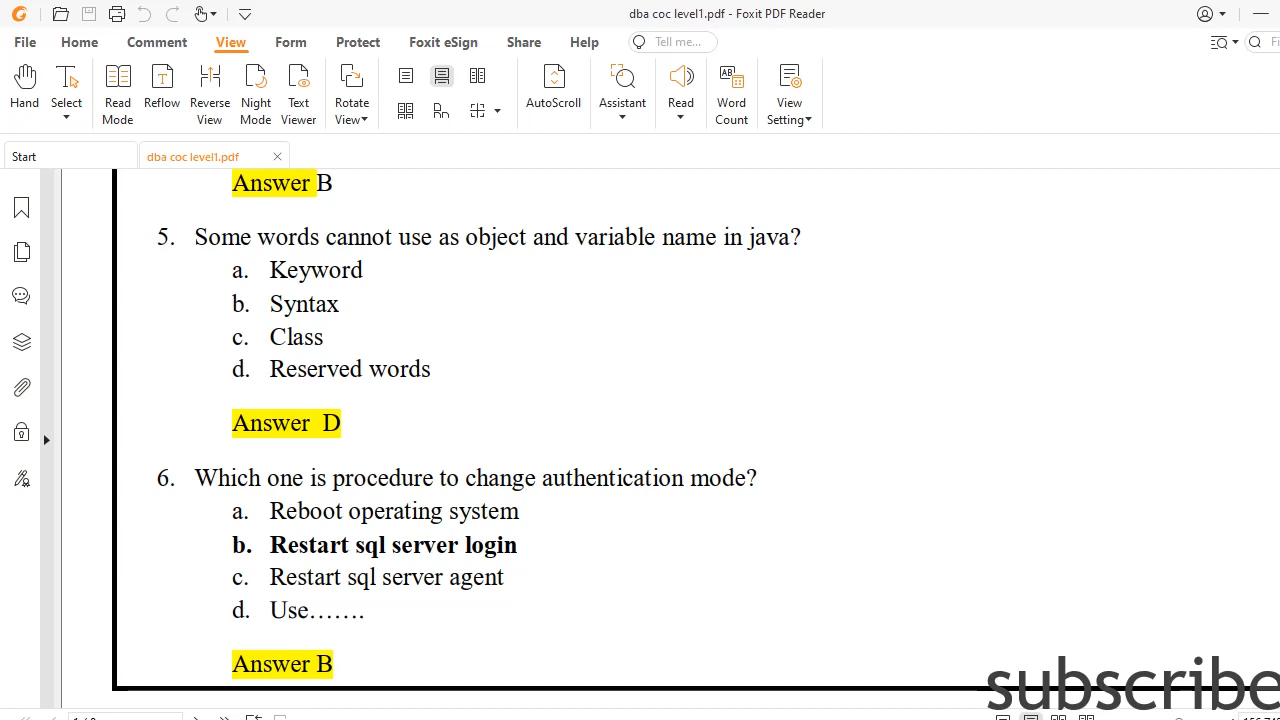 dba coc level1.pdf - Foxit PDF Reader
File Home Comment View Form Protect Foxit eSign Share Help Tell me... Fi
Hand Select Read Mode Reflow Reverse View Night Mode Text Viewer Rotate View AutoScroll Assistant Read Word Count View Setting
Start dba coc level1.pdf
Answer B
5. Some words cannot use as object and variable name in java?
a. Keyword
b. Syntax
c. Class
d. Reserved words
Answer D
6. Which one is procedure to change authentication mode?
a. Reboot operating system
b. Restart sql server login
c. Restart sql server agent
d. Use…….
Answer B
subscribe